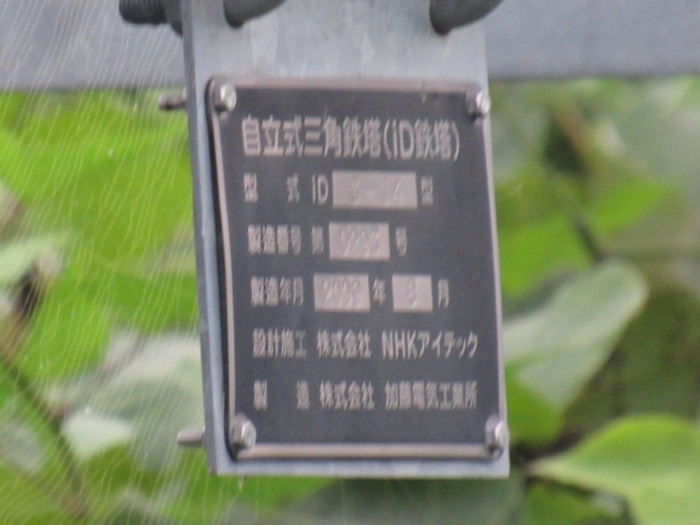 自立式三角鉄塔(iD鉄塔)
型 式 iD 型
製造番号 第 号
製造年月 年 月
設計施工 株式会社 NHKアイテック
製 造 株式会社 加藤電気工業所